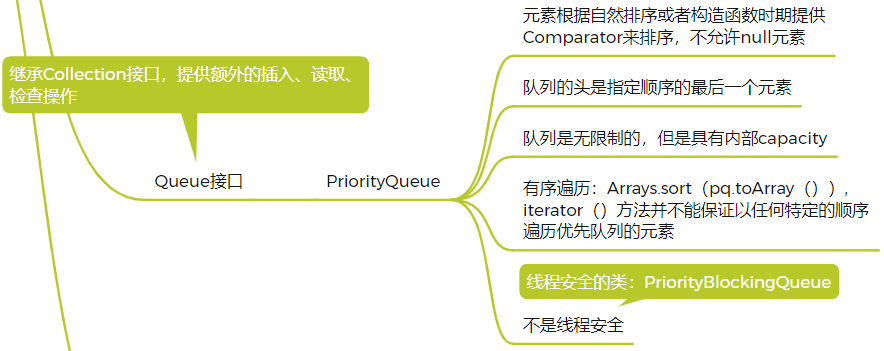 继承Collection接口，提供额外的插入、读取、
检查操作
Queue接口
PriorityQueue
元素根据自然排序或者构造函数时期提供
Comparator来排序，不允许null元素
队列的头是指定顺序的最后一个元素
队列是无限制的，但是具有内部capacity
有序遍历：Arrays.sort（pq.toArray（）），
iterator（）方法并不能保证以任何特定的顺序
遍历优先队列的元素
线程安全的类：PriorityBlockingQueue
不是线程安全